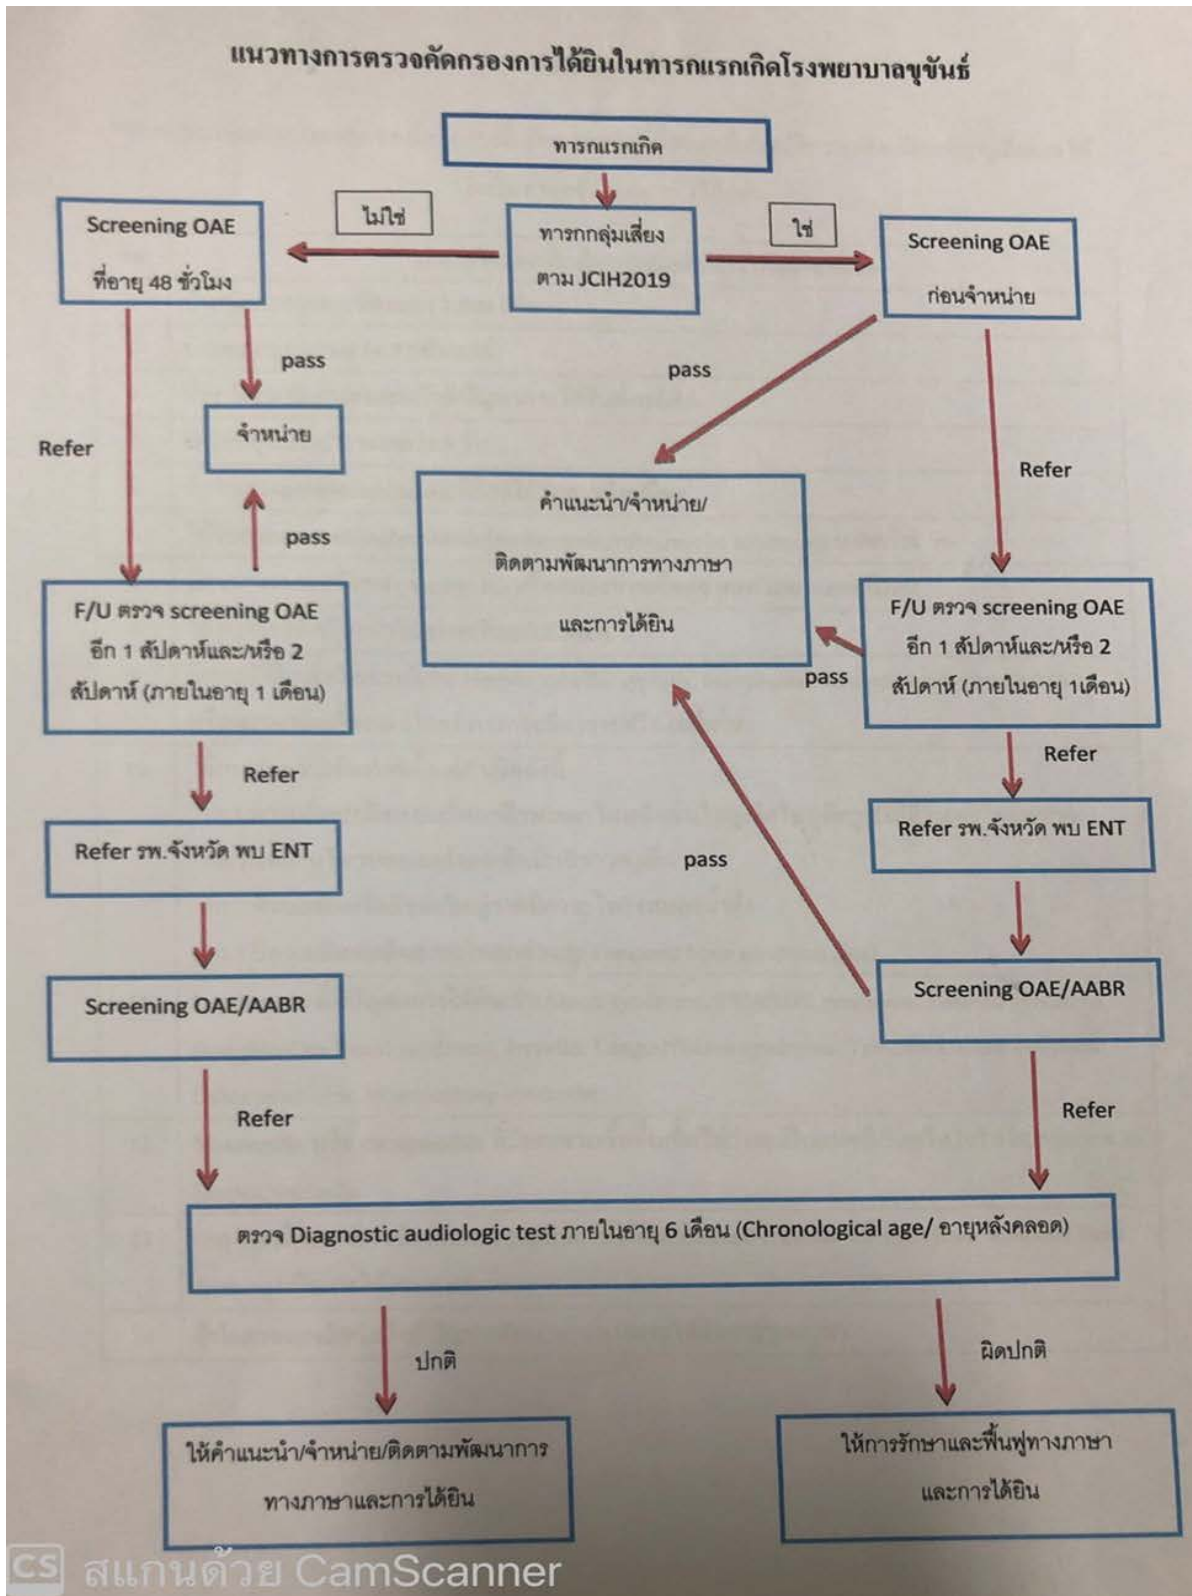 แนวทางการตรวจคัดกรองการได้ยินในทารกแรกเกิดโรงพยาบาลขุขันธ์
ทารกแรกเกิด
Screening OAE
ที่อายุ 48 ชั่วโมง
ไม่ใช่
ทารกกลุ่มเสี่ยง
ตาม JCIH2019
ใช่
Screening OAE
ก่อนจำหน่าย
pass
pass
จำหน่าย
Refer
Refer
pass
คำแนะนำ/จำหน่าย/
ติดตามพัฒนาการทางภาษา
และการได้ยิน
F/U ตรวจ screening OAE
อีก 1 สัปดาห์และ/หรือ 2
สัปดาห์ (ภายในอายุ 1 เดือน)
F/U ตรวจ screening OAE
อีก 1 สัปดาห์และ/หรือ 2
สัปดาห์ (ภายในอายุ 1เดือน)
pass
Refer
Refer
Refer รพ.จังหวัด พบ ENT
Refer รพ.จังหวัด พบ ENT
pass
Screening OAE/AABR
Screening OAE/AABR
Refer
Refer
ตรวจ Diagnostic audiologic test ภายในอายุ 6 เดือน (Chronological age/ อายุหลังคลอด)
ปกติ
ผิดปกติ
ให้คำแนะนำ/จำหน่าย/ติดตามพัฒนาการ
ทางภาษาและการได้ยิน
ให้การรักษาและฟื้นฟูทางภาษา
และการได้ยิน
CS สแกนด้วย CamScanner